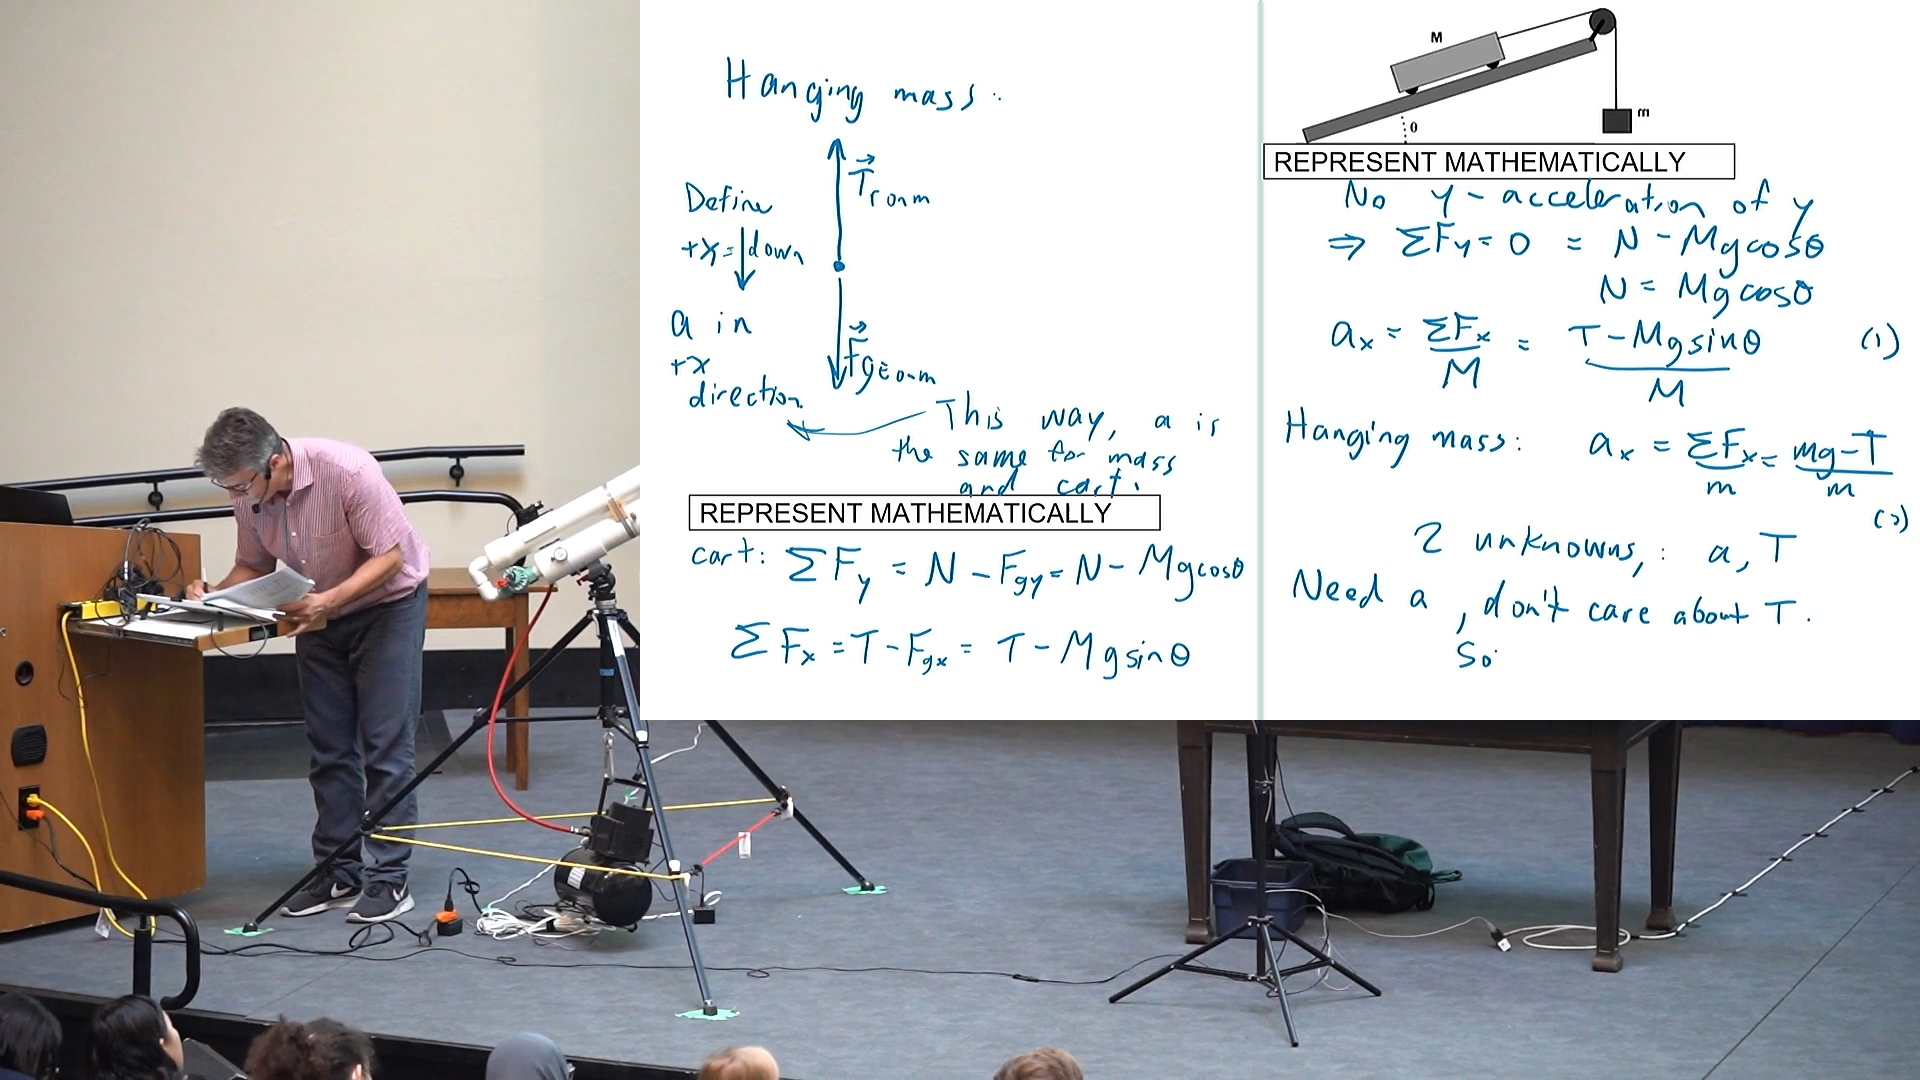 Hanging mass:
T⃗ r on m
Define
+x = ↓ down
a in
+x
direction.
F⃗g E on m
This way, a is
the same for mass
and cart.
REPRESENT MATHEMATICALLY
cart: ΣFy = N - Fgy = N - Mgcosθ
ΣFx = T - Fgx = T - Mgsinθ
M
m
θ
REPRESENT MATHEMATICALLY
No y-acceleration of y
⇒ ΣFy = 0 = N - Mgcosθ
N = Mgcosθ
ax = ΣFx/M = (T - Mgsinθ)/M (1)
Hanging mass: ax = ΣFx/m = (mg-T)/m
(2)
2 unknowns,: a, T
Need a, don't care about T.
So